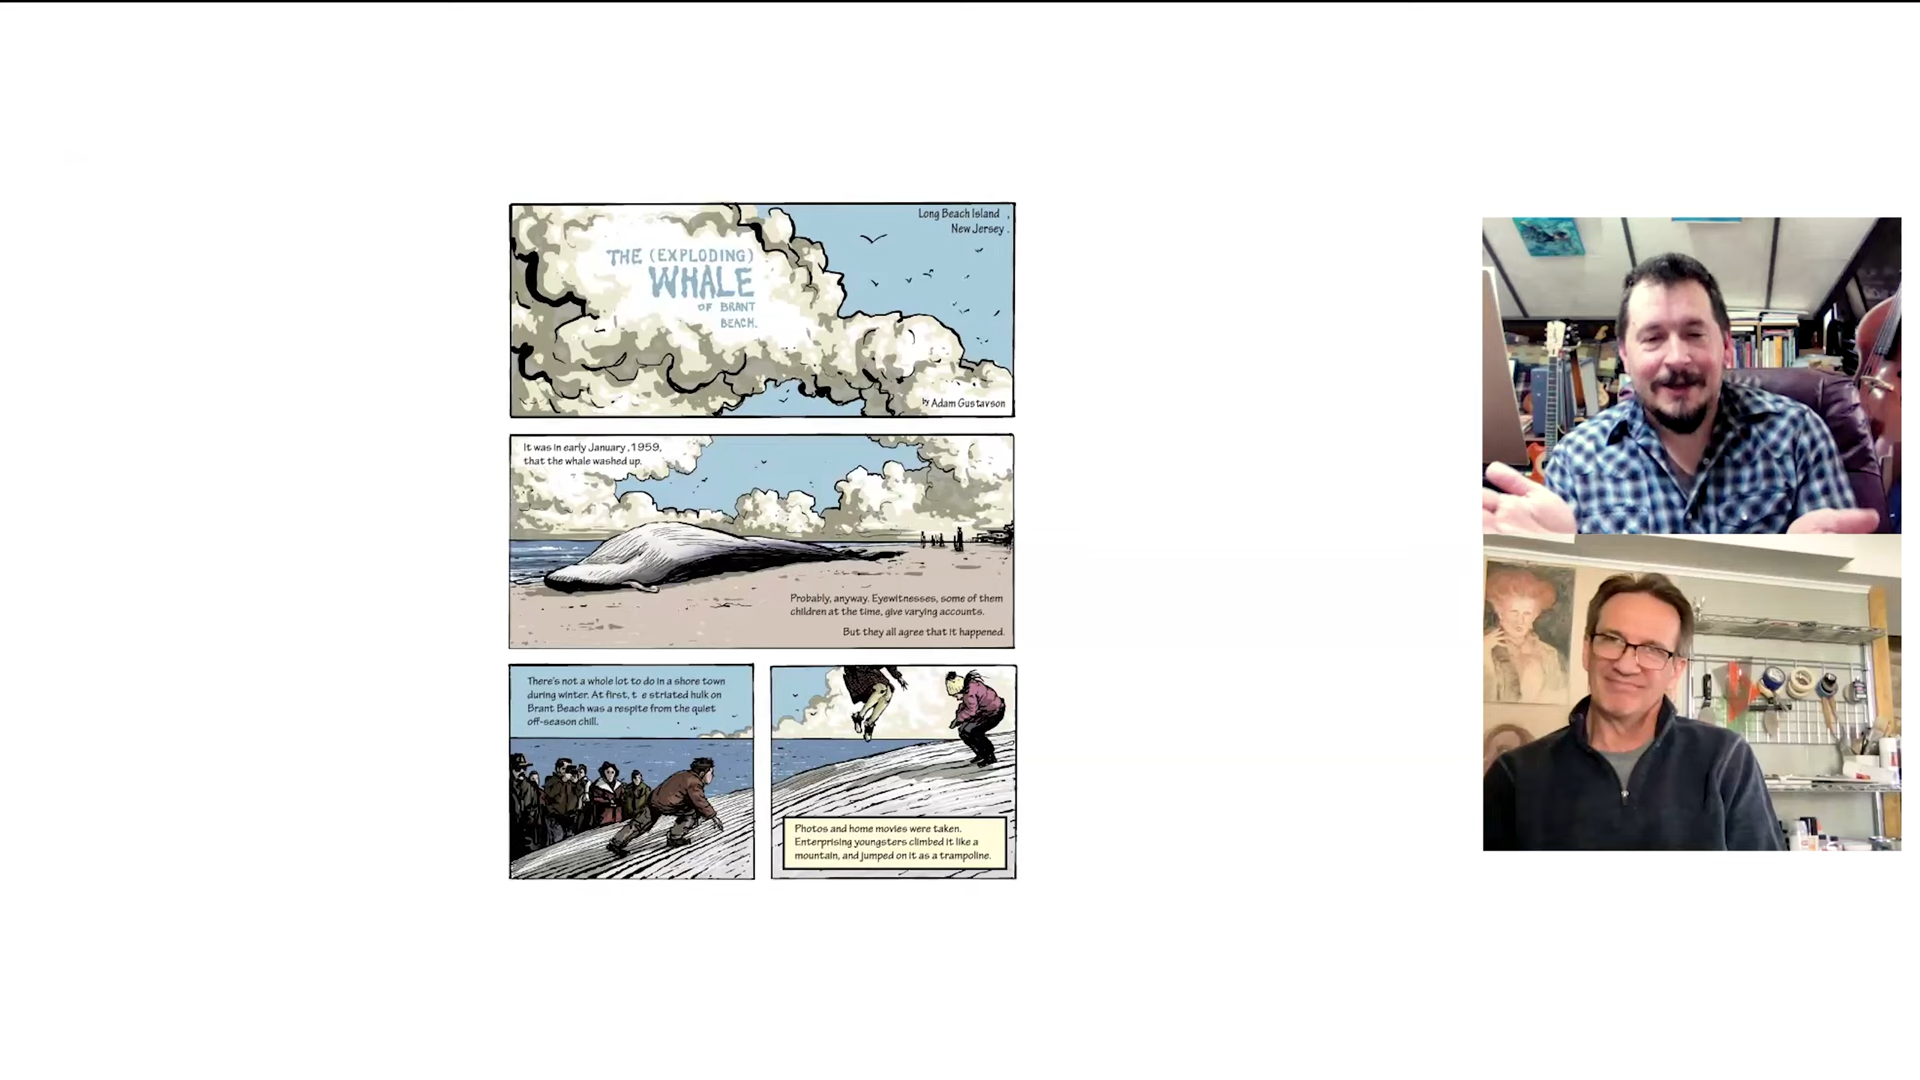 Long Beach Island ,
New Jersey .
THE (EXPLODING)
WHALE
OF BRANT
BEACH.
by Adam Gustavson
It was in early January ,1959,
that the whale washed up.
Probably, anyway. Eyewitnesses, some of them
children at the time, give varying accounts.
But they all agree that it happened.
There's not a whole lot to do in a shore town
during winter. At first, t e striated hulk on
Brant Beach was a respite from the quiet
off-season chill.
Photos and home movies were taken.
Enterprising youngsters climbed it like a
mountain, and jumped on it as a trampoline.